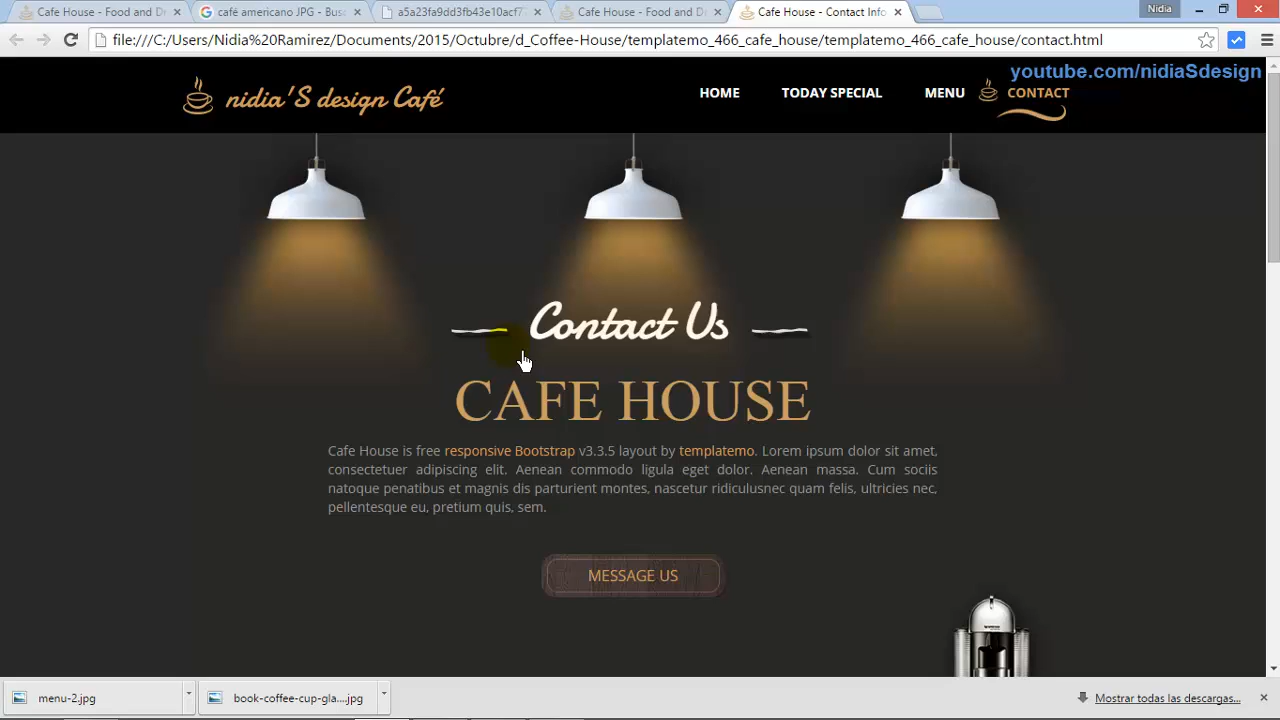 Cafe House - Food and Dr
café americano JPG - Busc
a5a23fa9dd3fb43e10acf77
Cafe House - Food and Dr
Cafe House - Contact Info
Nidia
file:///C:/Users/Nidia%20Ramirez/Documents/2015/Octubre/d_Coffee-House/templatemo_466_cafe_house/templatemo_466_cafe_house/contact.html
youtube.com/nidiaSdesign
nidia'S design Café
HOME
TODAY SPECIAL
MENU
CONTACT
Contact Us
CAFE HOUSE
Cafe House is free responsive Bootstrap v3.3.5 layout by templatemo. Lorem ipsum dolor sit amet,
consectetuer adipiscing elit. Aenean commodo ligula eget dolor. Aenean massa. Cum sociis
natoque penatibus et magnis dis parturient montes, nascetur ridiculusnec quam felis, ultricies nec,
pellentesque eu, pretium quis, sem.
MESSAGE US
menu-2.jpg
book-coffee-cup-gla....jpg
Mostrar todas las descargas...